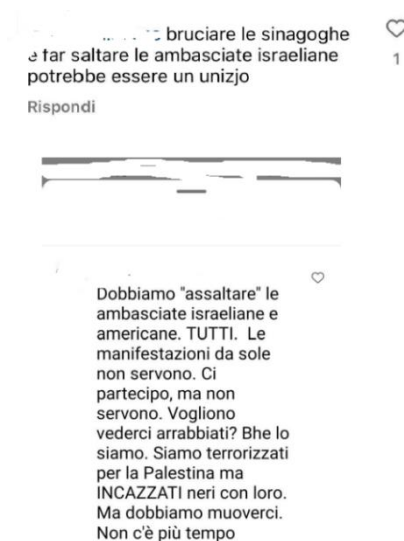 bruciare le sinagoghe
e far saltare le ambasciate israeliane
potrebbe essere un unizjo
1
Rispondi
Dobbiamo "assaltare" le
ambasciate israeliane e
americane. TUTTI. Le
manifestazioni da sole
non servono. Ci
partecipo, ma non
servono. Vogliono
vederci arrabbiati? Bhe lo
siamo. Siamo terrorizzati
per la Palestina ma
INCAZZATI neri con loro.
Ma dobbiamo muoverci.
Non c'è più tempo